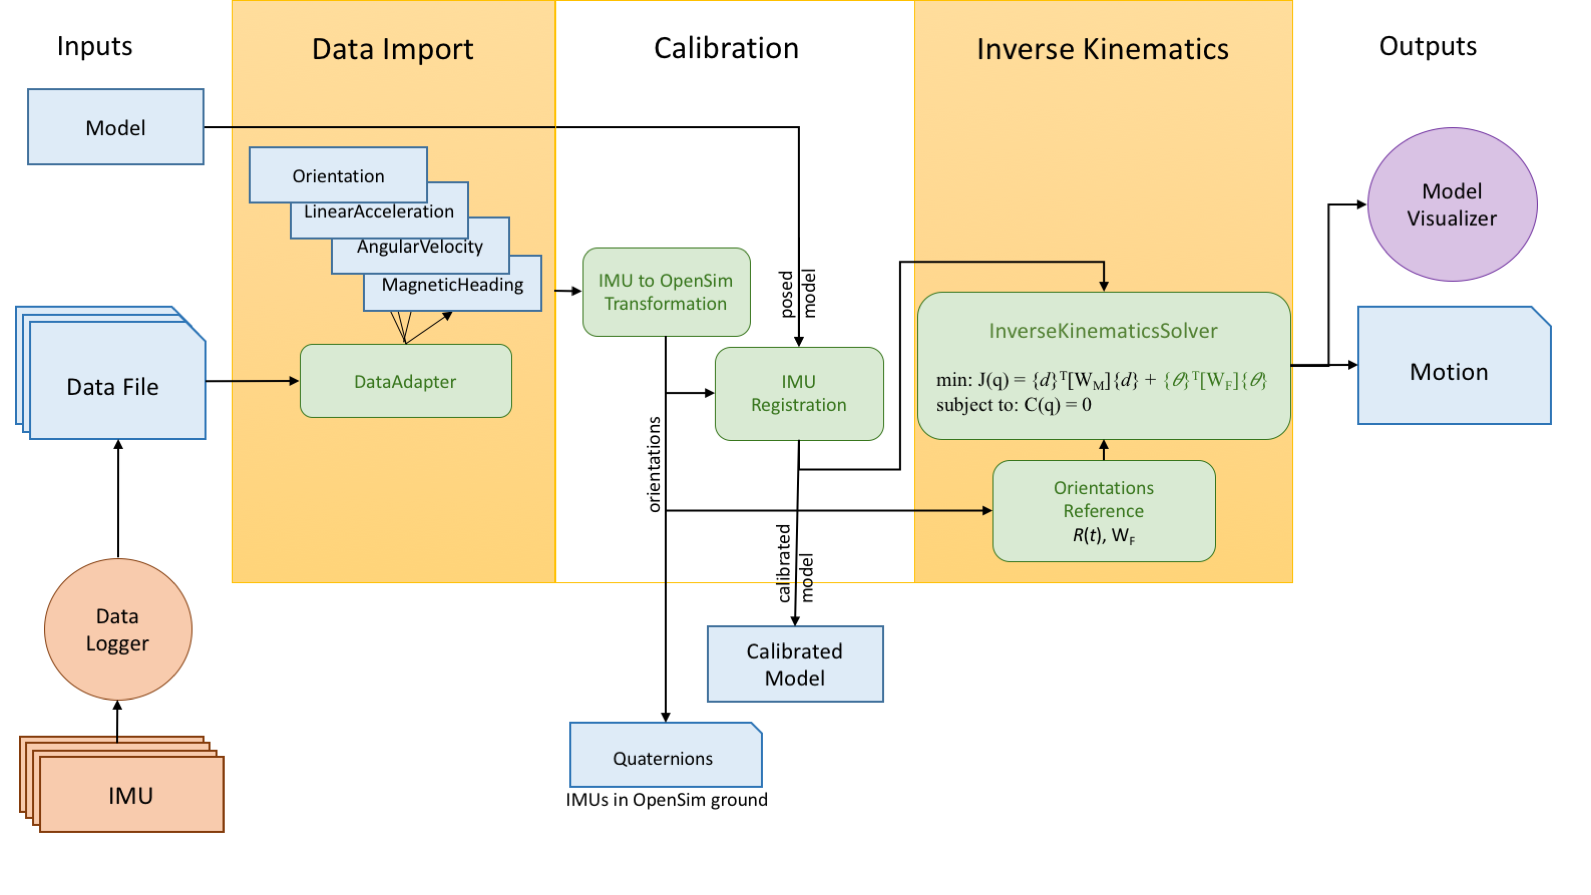 Inputs
Data Import
Calibration
Inverse Kinematics
Outputs
Model
Orientation
LinearAcceleration
AngularVelocity
MagneticHeading
Data File
DataAdapter
Data
Logger
IMU
IMU to OpenSim
Transformation
posed
model
IMU
Registration
orientations
calibrated
model
Calibrated
Model
Quaternions
IMUs in OpenSim ground
InverseKinematicsSolver
min: J(q) = {d}ᵀ[W_M]{d} + {θ}ᵀ[W_F]{θ}
subject to: C(q) = 0
Orientations
Reference
R(t), W_F
Model
Visualizer
Motion